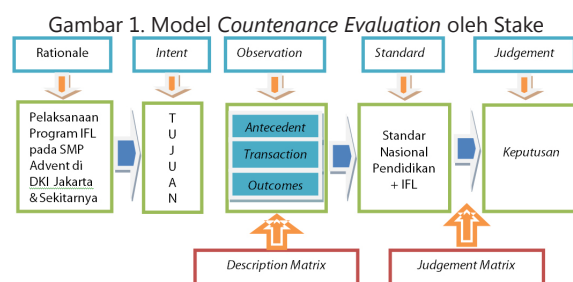 Gambar 1. Model Countenance Evaluation oleh Stake
Rationale
Intent
Observation
Standard
Judgement
Pelaksanaan
Program IFL
pada SMP
Advent di
DKI Jakarta
& Sekitarnya
T
U
J
U
A
N
Antecedent
Transaction
Outcomes
Standar
Nasional
Pendidikan
+ IFL
Keputusan
Description Matrix
Judgement Matrix